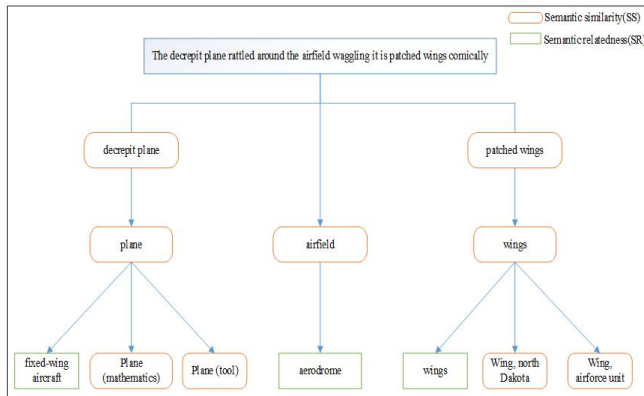 Semantic similarity(SS)
Semantic relatedness(SR)
The decrepit plane rattled around the airfield waggling it is patched wings comically
decrepit plane
patched wings
plane
airfield
wings
fixed-wing
aircraft
Plane
(mathematics)
Plane (tool)
aerodrome
wings
Wing, north
Dakota
Wing,
airforce unit